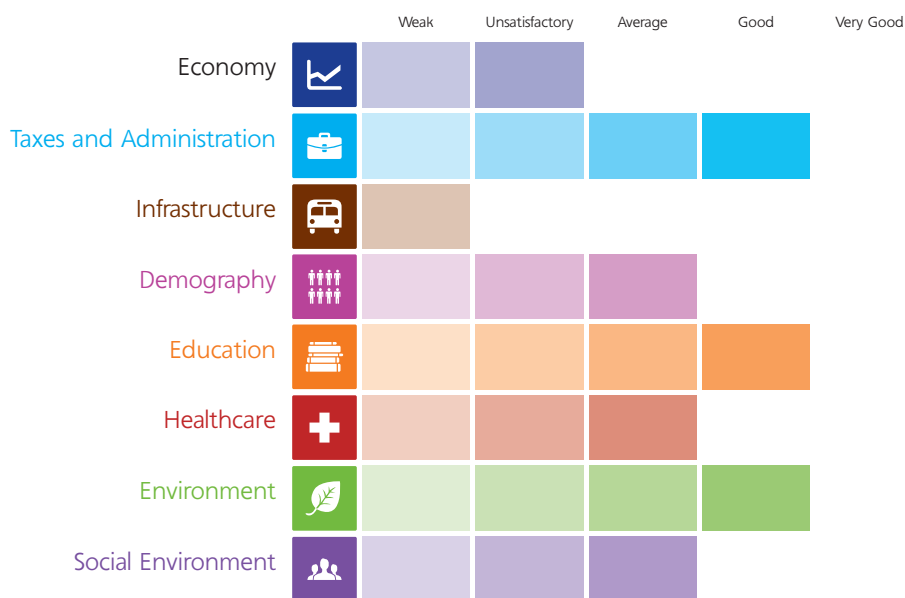 Weak Unsatisfactory Average Good Very Good
Economy
Taxes and Administration
Infrastructure
Demography
Education
Healthcare
Environment
Social Environment